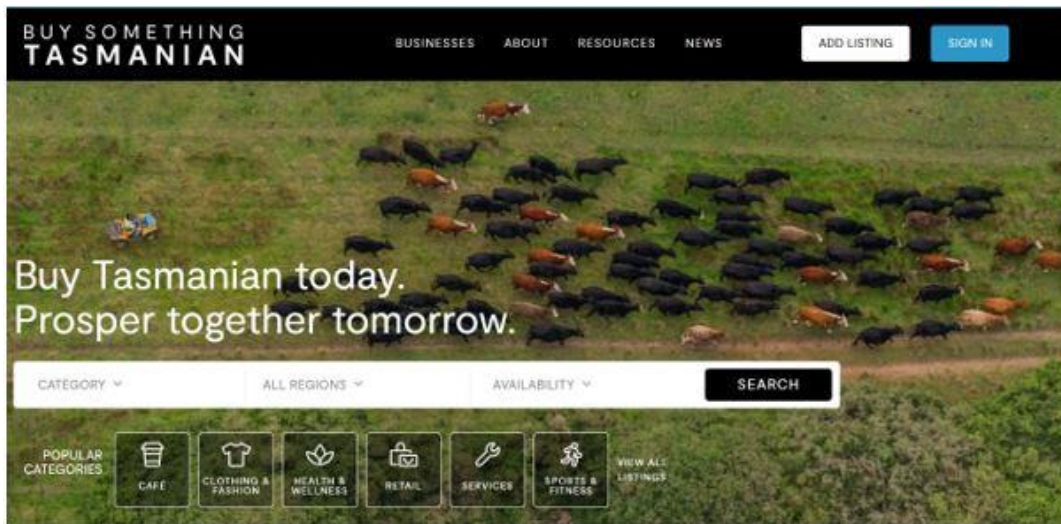 BUY SOMETHING
TASMANIAN
BUSINESSES ABOUT RESOURCES NEWS ADD LISTING SIGN IN
Buy Tasmanian today.
Prosper together tomorrow.
CATEGORY ALL REGIONS AVAILABILITY SEARCH
POPULAR
CATEGORIES
CAFÉ
CLOTHING &
FASHION
HEALTH &
WELLNESS
RETAIL
SERVICES
SPORTS &
FITNESS
VIEW ALL
LISTINGS